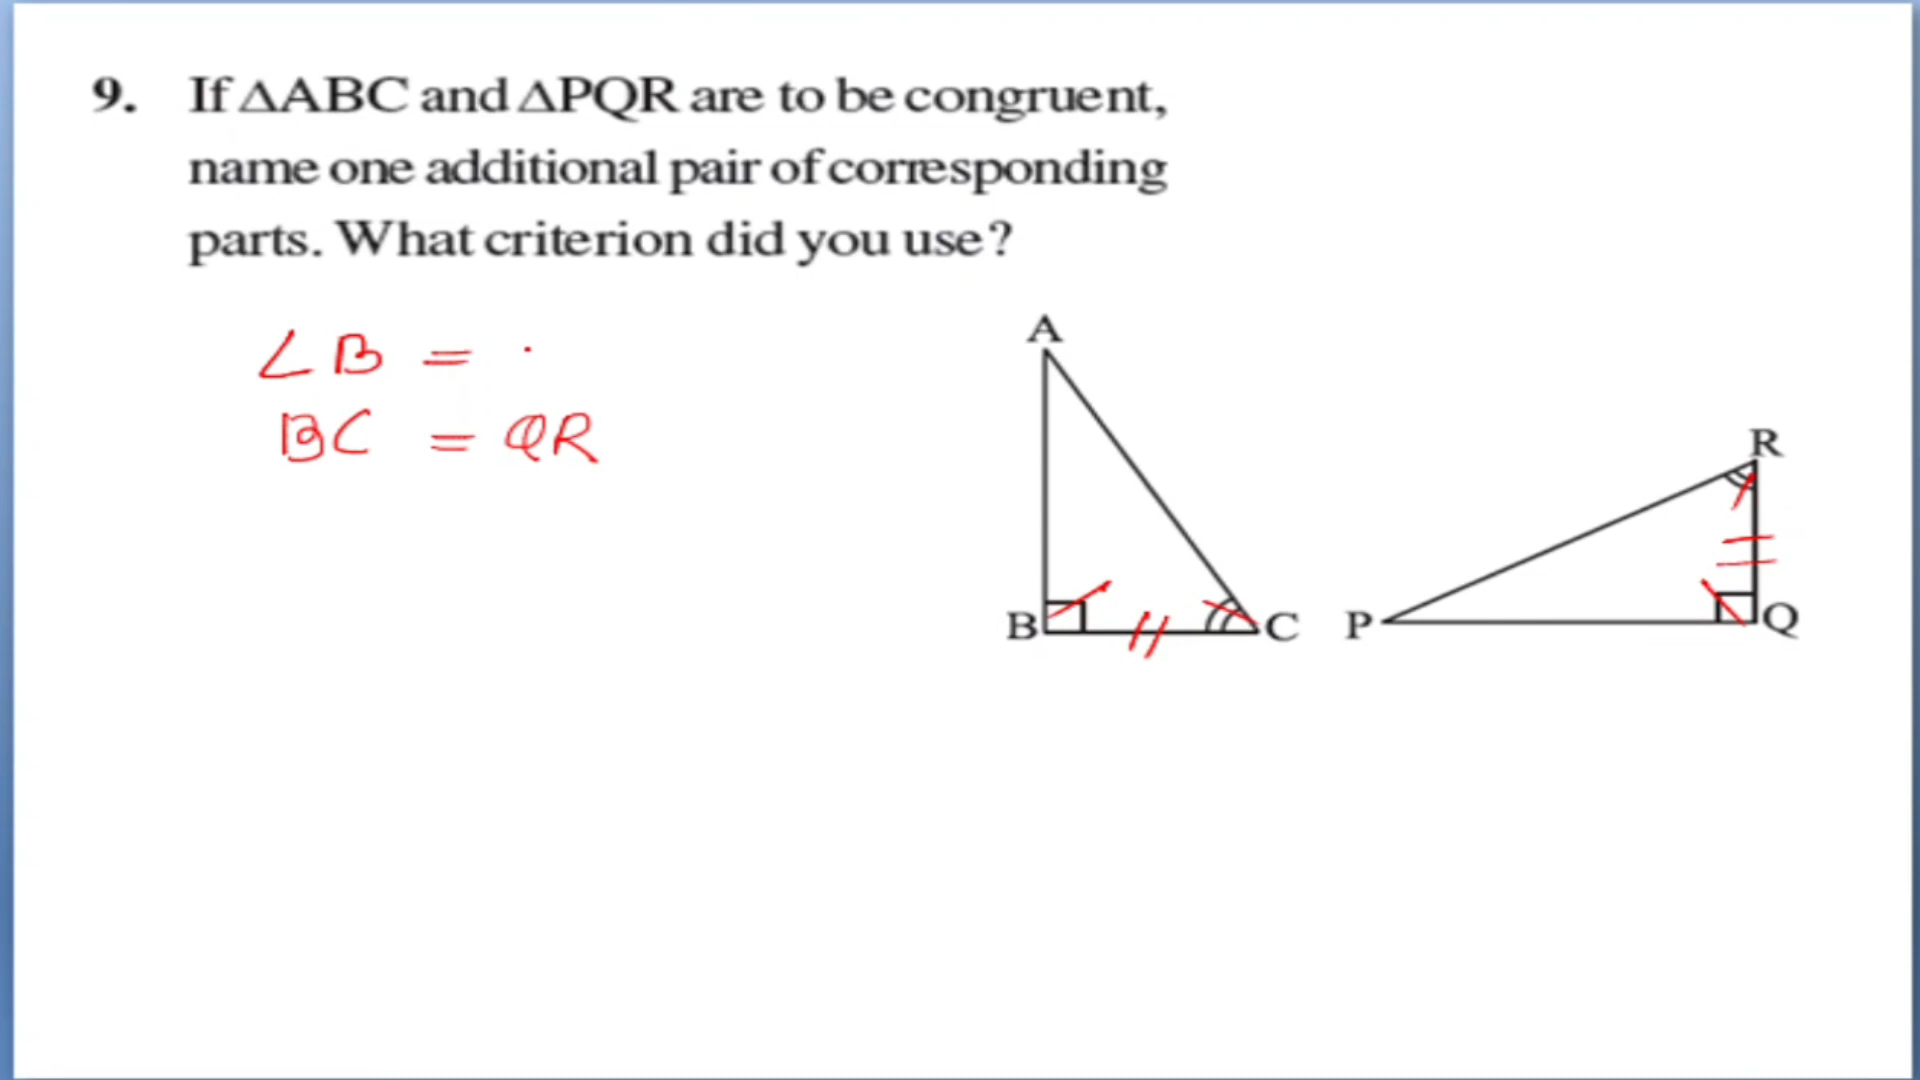 9. If ΔABC and ΔPQR are to be congruent,
name one additional pair of corresponding
parts. What criterion did you use?
∠B = .
BC = QR
A
R
B
C
P
Q